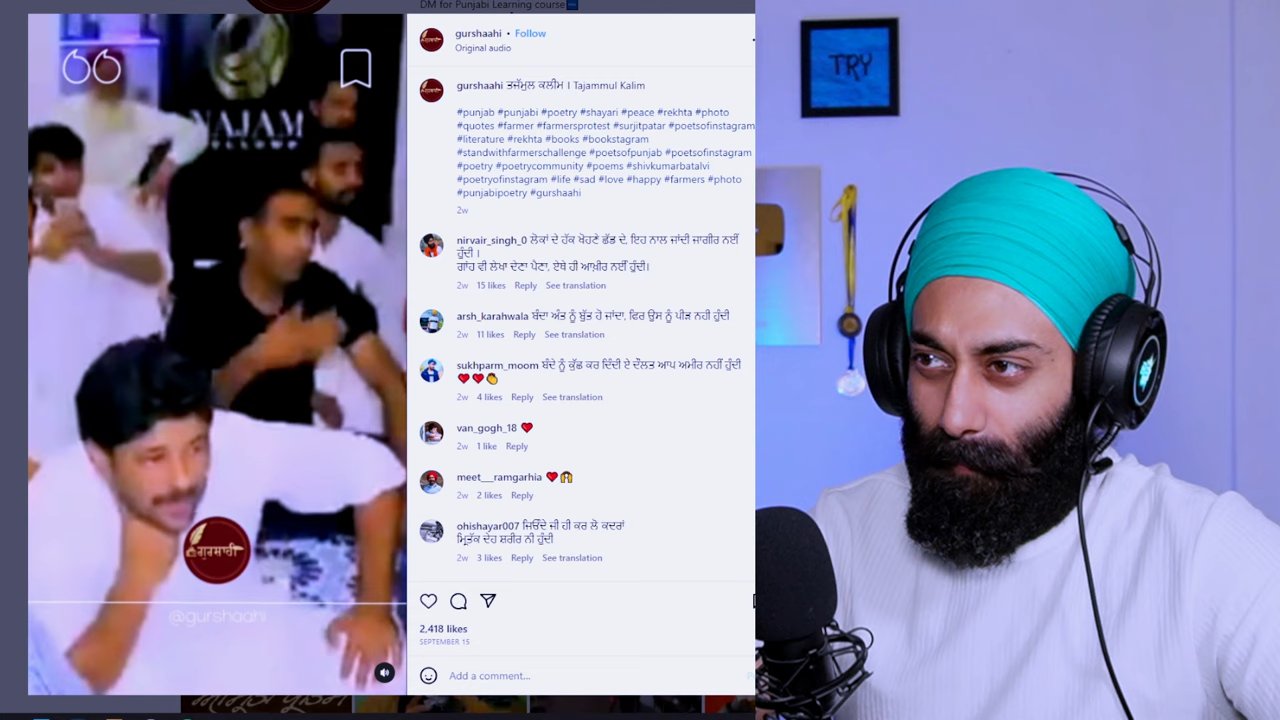 DM for Punjabi Learning course
NAJAM
ਗੁਰਸ਼ਾਹੀ
@gurshaahi
gurshaahi • Follow
Original audio
gurshaahi ਤਜੱਮੁਲ ਕਲੀਮ । Tajammul Kalim
#punjab #punjabi #poetry #shayari #peace #rekhta #photo
#quotes #farmer #farmersprotest #surjitpatar #poetsofinstagram
#literature #rekhta #books #bookstagram
#standwithfarmerschallenge #poetsofpunjab #poetsofinstagram
#poetry #poetrycommunity #poems #shivkumarbatalvi
#poetryofinstagram #life #sad #love #happy #farmers #photo
#punjabipoetry #gurshaahi
2w
nirvair_singh_0 ਲੋਕਾਂ ਦੇ ਹੱਕ ਖੋਹਣੇ ਛੱਡ ਦੇ, ਇਹ ਨਾਲ ਜਾਂਦੀ ਜਾਗੀਰ ਨਈਂ
ਹੁੰਦੀ ।
ਗਾਂਹ ਵੀ ਲੇਖਾ ਦੇਣਾ ਪੈਣਾ, ਏਥੇ ਹੀ ਆਖ਼ੀਰ ਨਈਂ ਹੁੰਦੀ।
2w 15 likes Reply See translation
arsh_karahwala ਬੰਦਾ ਅੰਤ ਨੂੰ ਬੁੱਤ ਹੋ ਜਾਂਦਾ, ਫਿਰ ਉਸ ਨੂੰ ਪੀੜ ਨਹੀ ਹੁੰਦੀ
2w 11 likes Reply See translation
sukhparm_moom ਬੰਦੇ ਨੂੰ ਕੁੱਛ ਕਰ ਦਿੰਦੀ ਏ ਦੌਲਤ ਆਪ ਅਮੀਰ ਨਹੀਂ ਹੁੰਦੀ
❤️❤️👏
2w 4 likes Reply See translation
van_gogh_18 ❤️
2w 1 like Reply
meet___ramgarhia ❤️🙌
2w 2 likes Reply
ohishayar007 ਜਿਓੰਦੇ ਜੀ ਹੀ ਕਰ ਲੋ ਕਦਰਾਂ
ਮ੍ਰਿਤੱਕ ਦੇਹ ਸ਼ਰੀਰ ਨੀ ਹੁੰਦੀ
2w 3 likes Reply See translation
2,418 likes
SEPTEMBER 15
Add a comment...
TRY